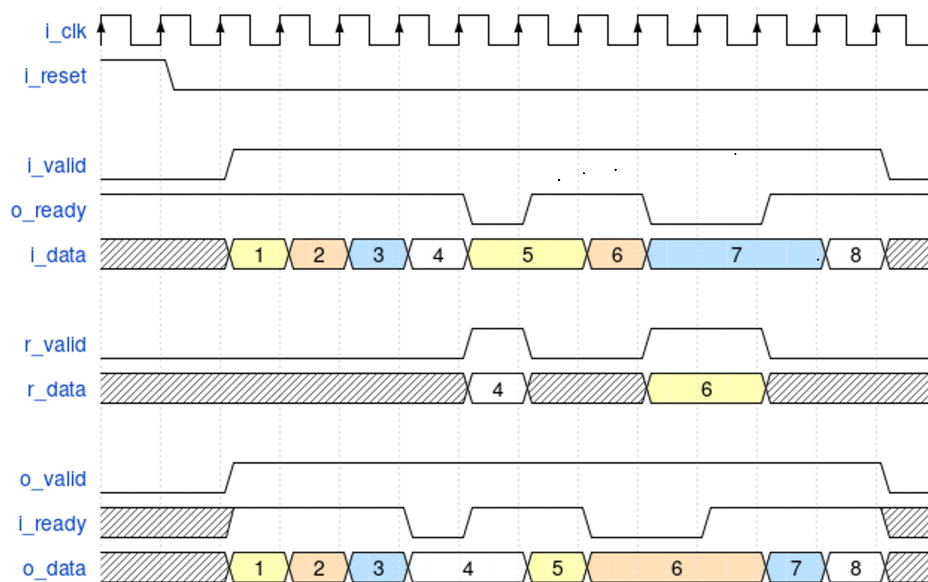 i_clk
i_reset
i_valid
o_ready
i_data 1 2 3 4 5 6 7 8
r_valid
r_data 4 6
o_valid
i_ready
o_data 1 2 3 4 5 6 7 8